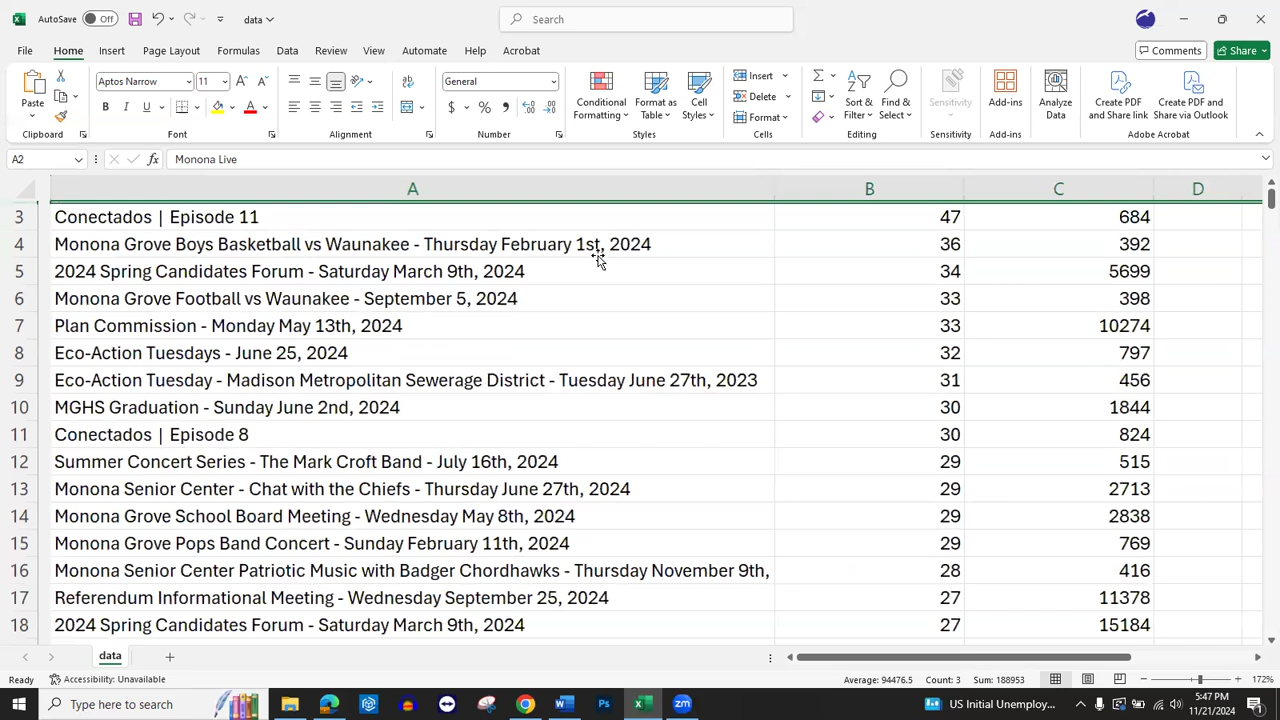 AutoSave Off data Search
File Home Insert Page Layout Formulas Data Review View Automate Help Acrobat Comments Share
Paste Aptos Narrow 11 General Conditional Formatting Format as Table Cell Styles Insert Delete Format Sort & Filter Find & Select Sensitivity Add-ins Analyze Data Create PDF and Share link Create PDF and Share via Outlook
Clipboard Font Alignment Number Styles Cells Editing Sensitivity Add-ins Adobe Acrobat
A2 fx Monona Live
A B C D
3 Conectados | Episode 11 47 684
4 Monona Grove Boys Basketball vs Waunakee - Thursday February 1st, 2024 36 392
5 2024 Spring Candidates Forum - Saturday March 9th, 2024 34 5699
6 Monona Grove Football vs Waunakee - September 5, 2024 33 398
7 Plan Commission - Monday May 13th, 2024 33 10274
8 Eco-Action Tuesdays - June 25, 2024 32 797
9 Eco-Action Tuesday - Madison Metropolitan Sewerage District - Tuesday June 27th, 2023 31 456
10 MGHS Graduation - Sunday June 2nd, 2024 30 1844
11 Conectados | Episode 8 30 824
12 Summer Concert Series - The Mark Croft Band - July 16th, 2024 29 515
13 Monona Senior Center - Chat with the Chiefs - Thursday June 27th, 2024 29 2713
14 Monona Grove School Board Meeting - Wednesday May 8th, 2024 29 2838
15 Monona Grove Pops Band Concert - Sunday February 11th, 2024 29 769
16 Monona Senior Center Patriotic Music with Badger Chordhawks - Thursday November 9th, 28 416
17 Referendum Informational Meeting - Wednesday September 25, 2024 27 11378
18 2024 Spring Candidates Forum - Saturday March 9th, 2024 27 15184
data
Ready Accessibility: Unavailable Average: 94476.5 Count: 3 Sum: 188953 172%
Type here to search US Initial Unemploy... 5:47 PM
11/21/2024